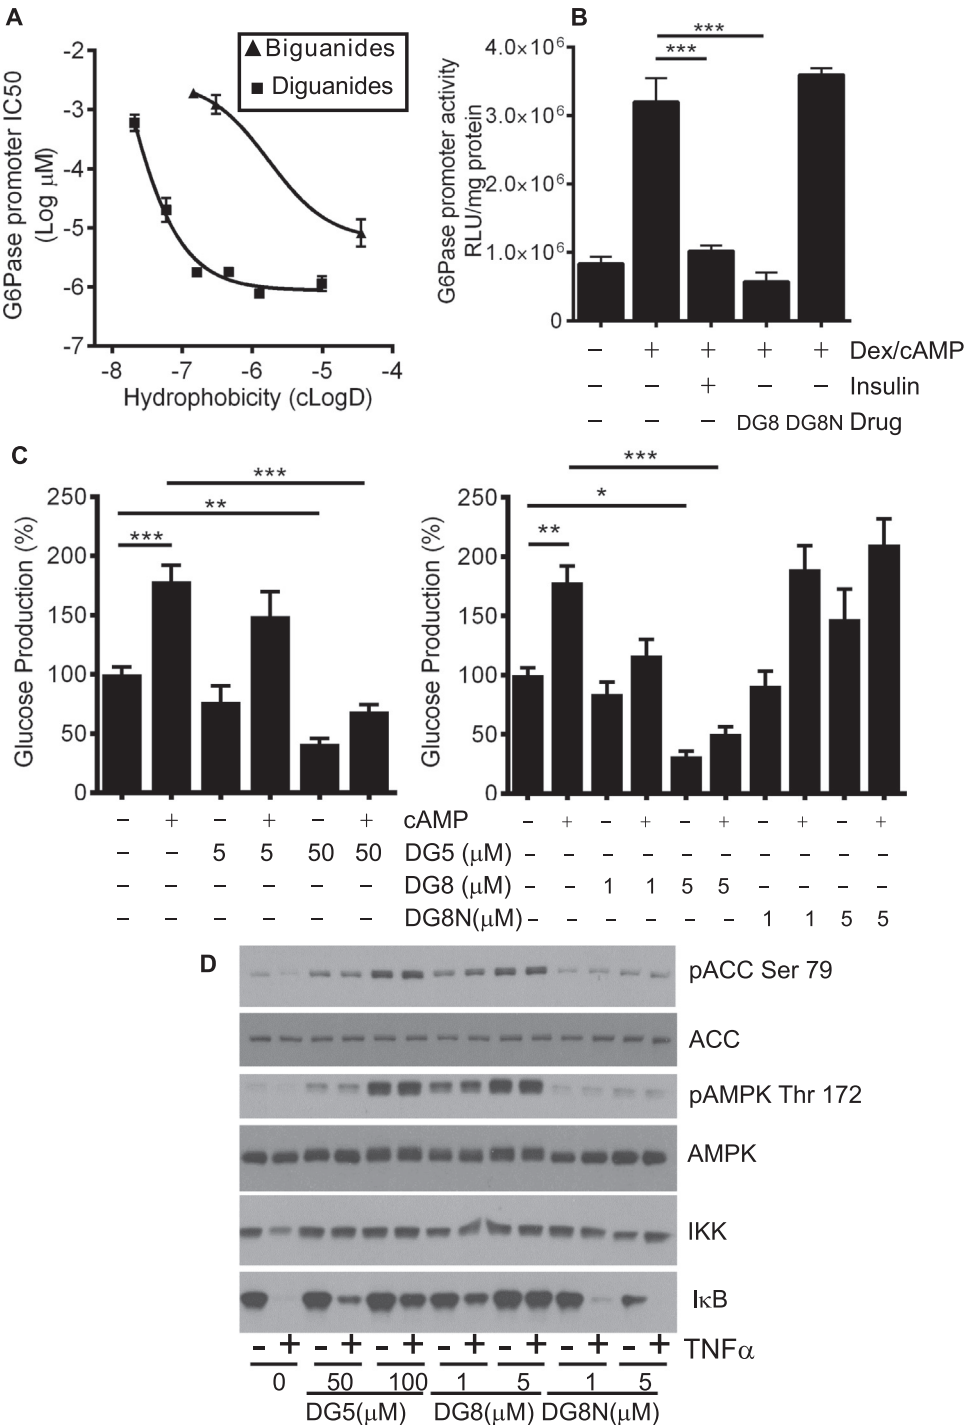 A
-2
-3
-4
-5
-6
-7
G6Pase promoter IC50
(Log μM)
▲ Biguanides
■ Diguanides
-8 -7 -6 -5 -4
Hydrophobicity (cLogD)
B
*** 
***
4.0×10⁶
3.0×10⁶
2.0×10⁶
1.0×10⁶
0
G6Pase promoter activity
RLU/mg protein
– + + + + Dex/cAMP
– – + – – Insulin
– – – DG8 DG8N Drug
C
***
**
***
250
200
150
100
50
0
Glucose Production (%)
***
*
**
250
200
150
100
50
0
Glucose Production (%)
– + – + – + cAMP – + – + – + – + – +
– – 5 5 50 50 DG5 (μM) – – – – – – – – – –
– – – – – – DG8 (μM) – – 1 1 5 5 – – – –
– – – – – – DG8N(μM) – – – – – – 1 1 5 5
D
pACC Ser 79
ACC
pAMPK Thr 172
AMPK
IKK
IκB
– + – + – + – + – + – + – + TNFα
0 50 100 1 5 1 5
DG5(μM) DG8(μM) DG8N(μM)